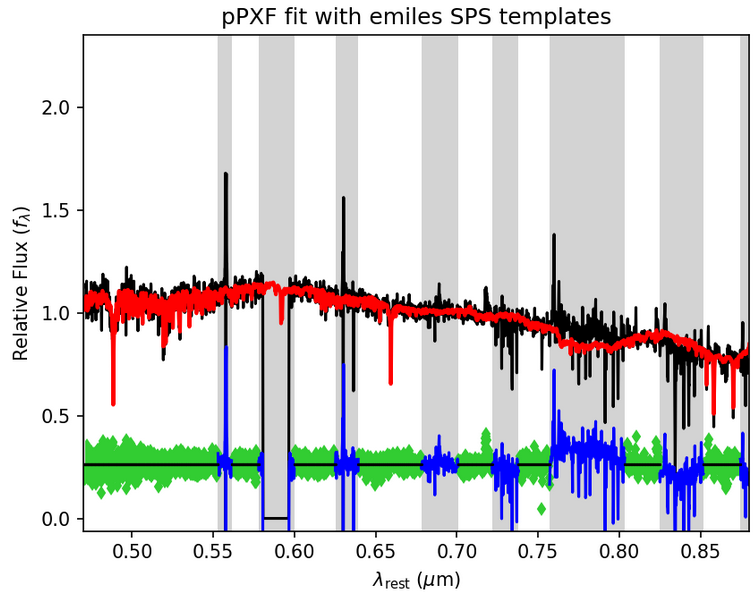 pPXF fit with emiles SPS templates
Relative Flux (fλ)
2.0
1.5
1.0
0.5
0.0
0.50 0.55 0.60 0.65 0.70 0.75 0.80 0.85
λrest (μm)